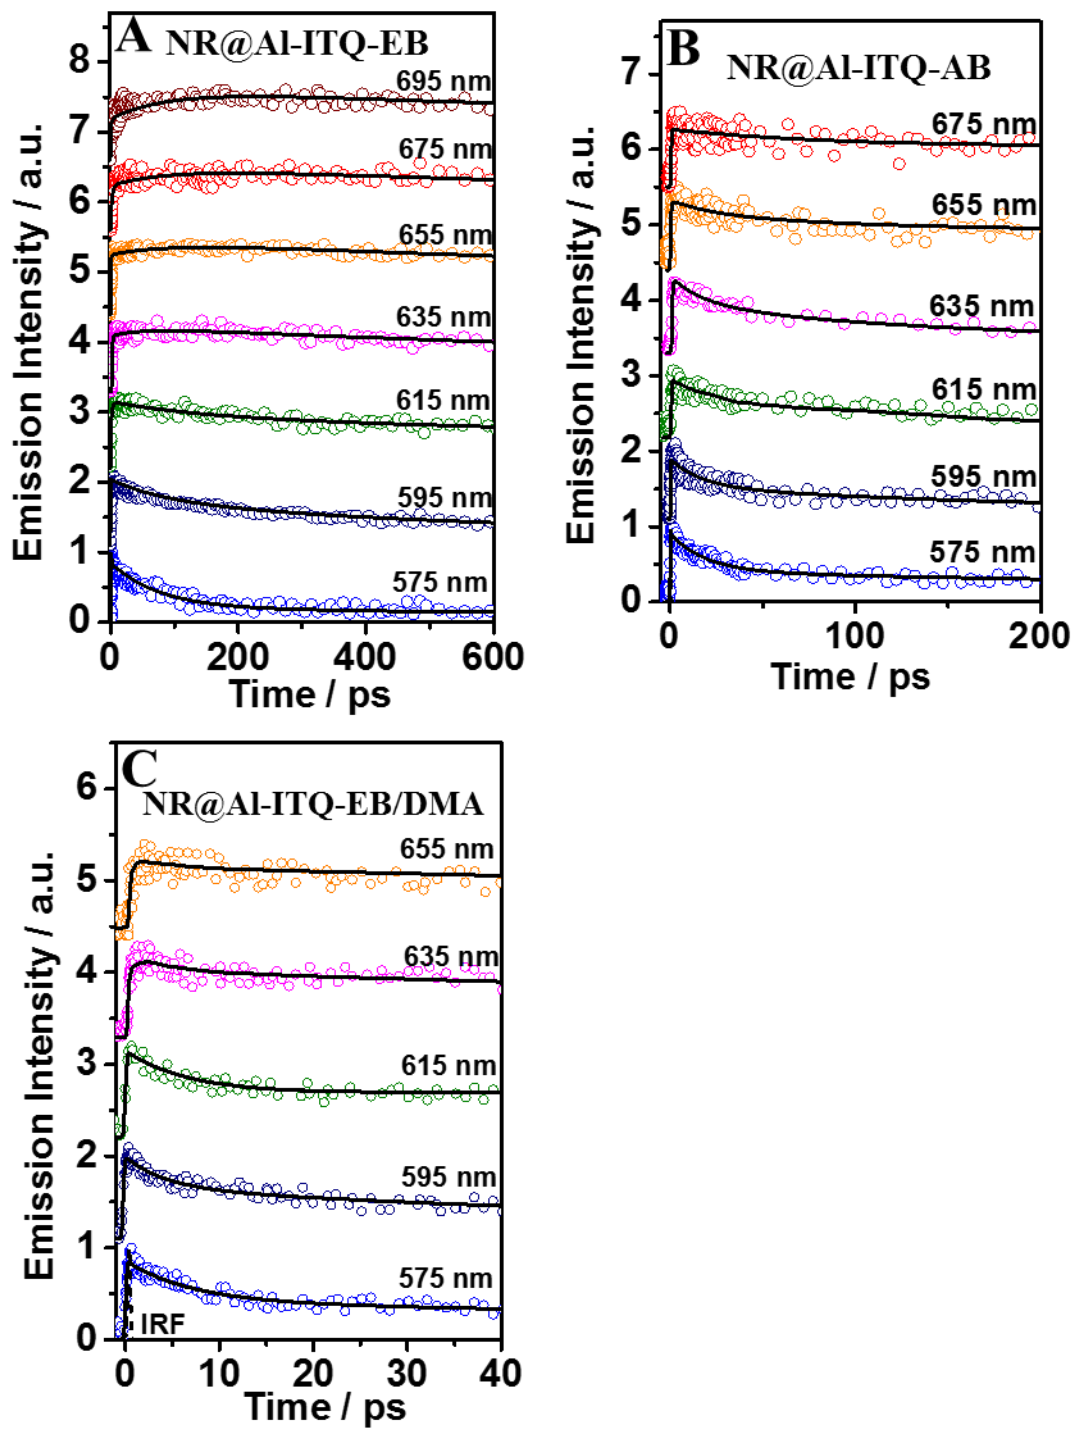 A
NR@Al-ITQ-EB
Emission Intensity / a.u.
8
7
6
5
4
3
2
1
0
695 nm
675 nm
655 nm
635 nm
615 nm
595 nm
575 nm
0 200 400 600
Time / ps
B
NR@Al-ITQ-AB
Emission Intensity / a.u.
7
6
5
4
3
2
1
0
675 nm
655 nm
635 nm
615 nm
595 nm
575 nm
0 100 200
Time / ps
C
NR@Al-ITQ-EB/DMA
Emission Intensity / a.u.
6
5
4
3
2
1
0
655 nm
635 nm
615 nm
595 nm
575 nm
IRF
0 10 20 30 40
Time / ps